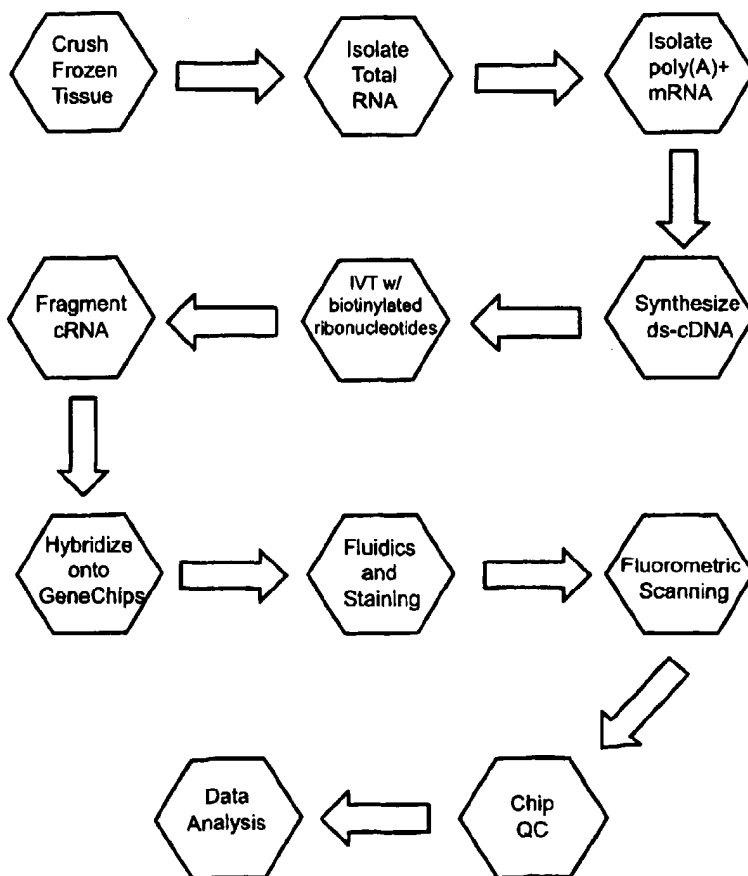 Crush
Frozen
Tissue
Isolate
Total
RNA
Isolate
poly(A)+
mRNA
Synthesize
ds-cDNA
IVT w/
biotinylated
ribonucleotides
Fragment
cRNA
Hybridize
onto
GeneChips
Fluidics
and
Staining
Fluorometric
Scanning
Chip
QC
Data
Analysis